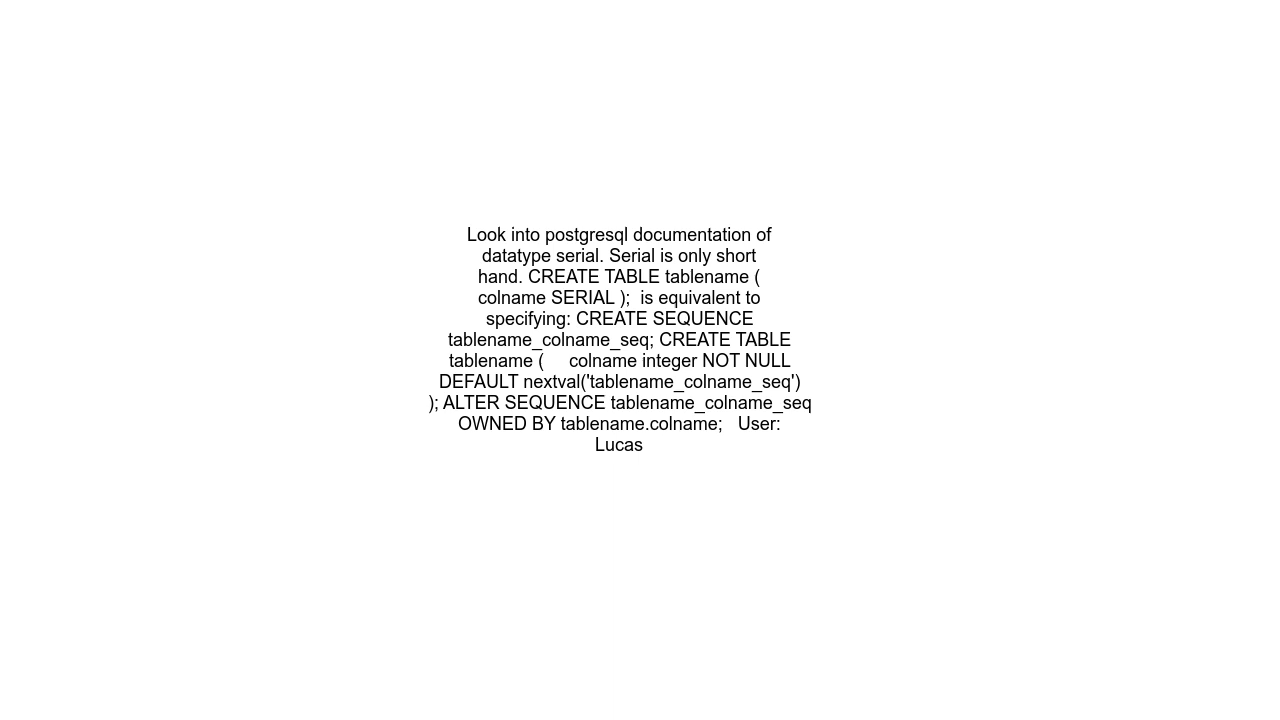 Look into postgresql documentation of
datatype serial. Serial is only short
hand. CREATE TABLE tablename (
colname SERIAL );  is equivalent to
specifying: CREATE SEQUENCE
tablename_colname_seq; CREATE TABLE
tablename (     colname integer NOT NULL
DEFAULT nextval('tablename_colname_seq')
); ALTER SEQUENCE tablename_colname_seq
OWNED BY tablename.colname;   User:
Lucas